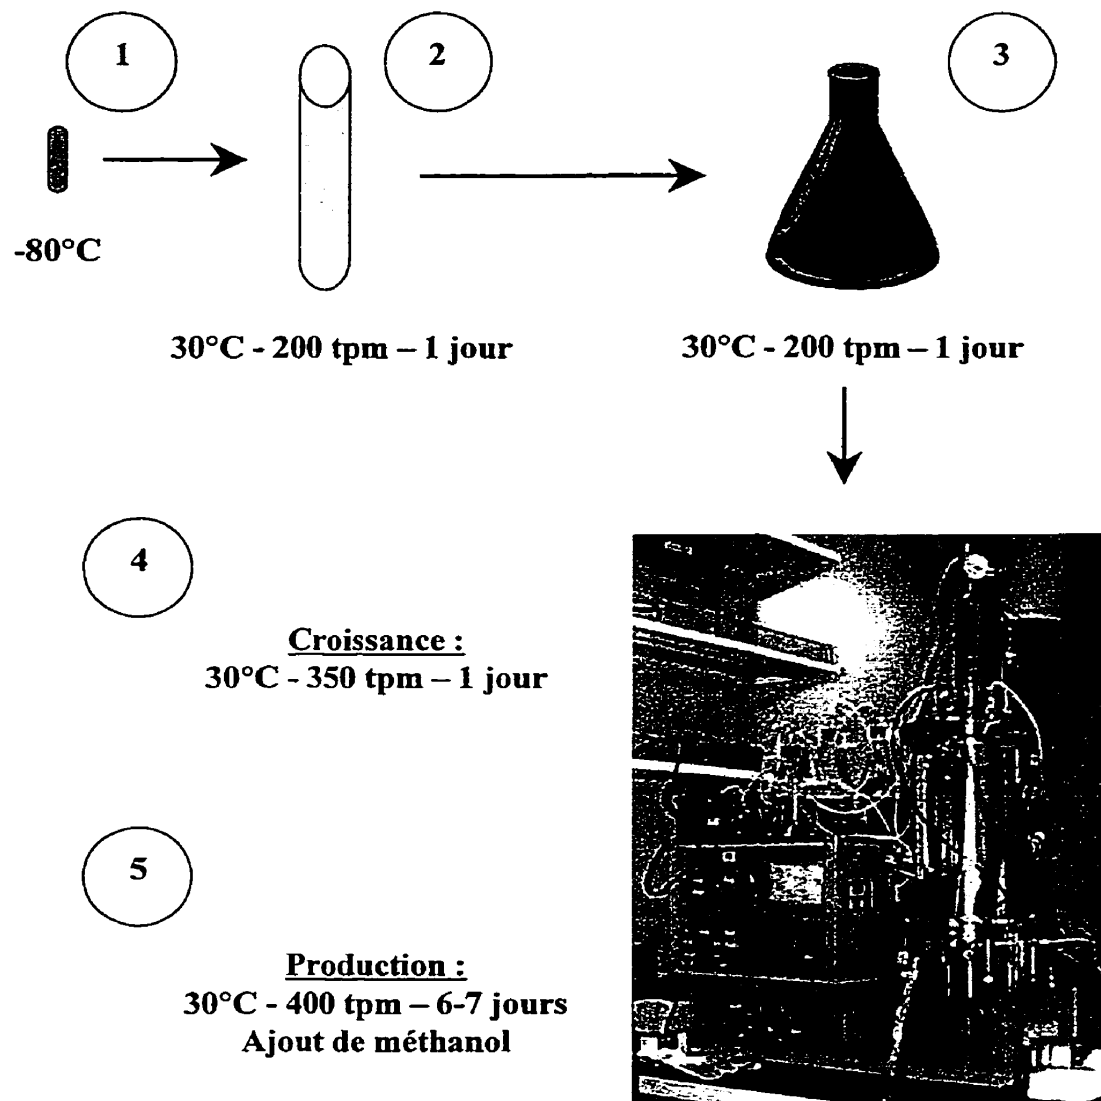 1
2
3
-80°C
30°C - 200 tpm – 1 jour
30°C - 200 tpm – 1 jour
4
Croissance :
30°C - 350 tpm – 1 jour
5
Production :
30°C - 400 tpm – 6-7 jours
Ajout de méthanol